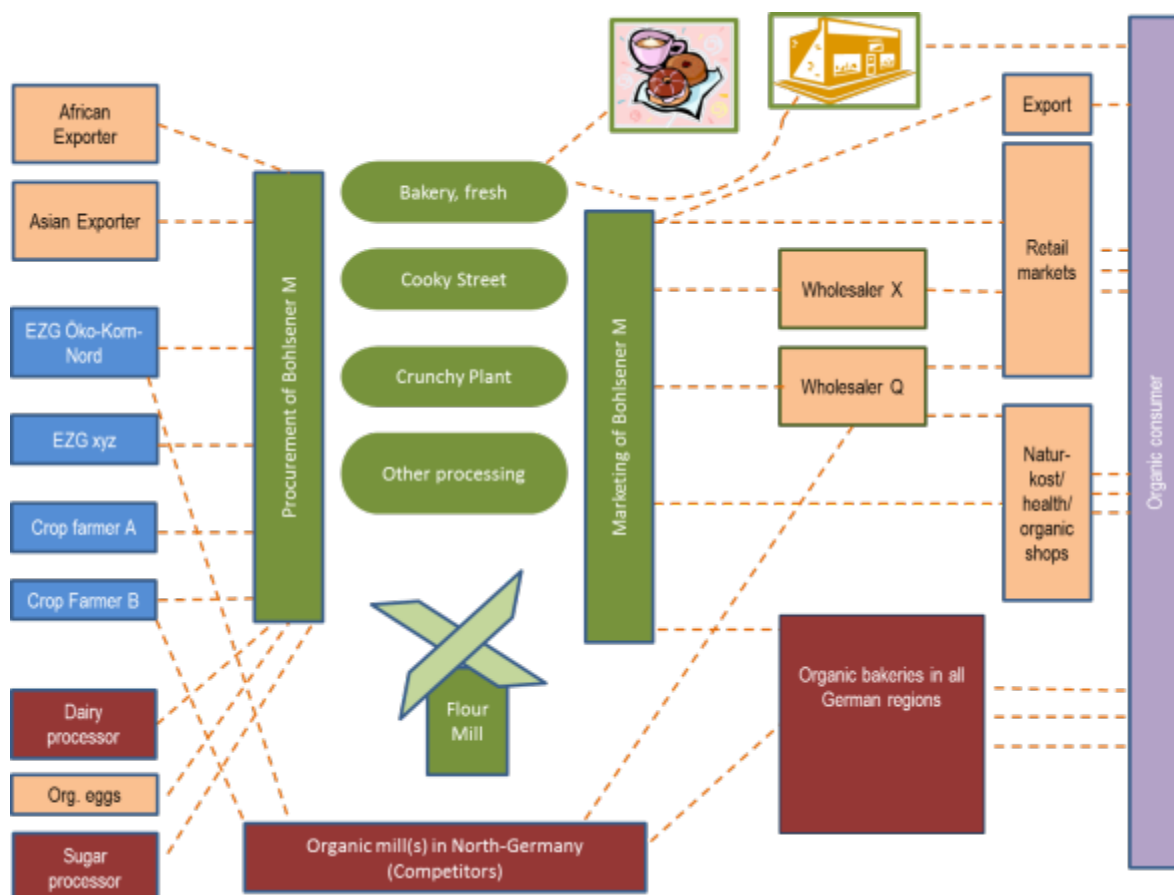 African
Exporter
Asian Exporter
EZG Öko-Korn-
Nord
EZG xyz
Crop farmer A
Crop Farmer B
Dairy
processor
Org. eggs
Sugar
processor
Procurement of Bohlsener M
Bakery, fresh
Cooky Street
Crunchy Plant
Other processing
Flour
Mill
Organic mill(s) in North-Germany
(Competitors)
Marketing of Bohlsener M
Wholesaler X
Wholesaler Q
Organic bakeries in all
German regions
Export
Retail
markets
Natur-
kost/
health/
organic
shops
Organic consumer